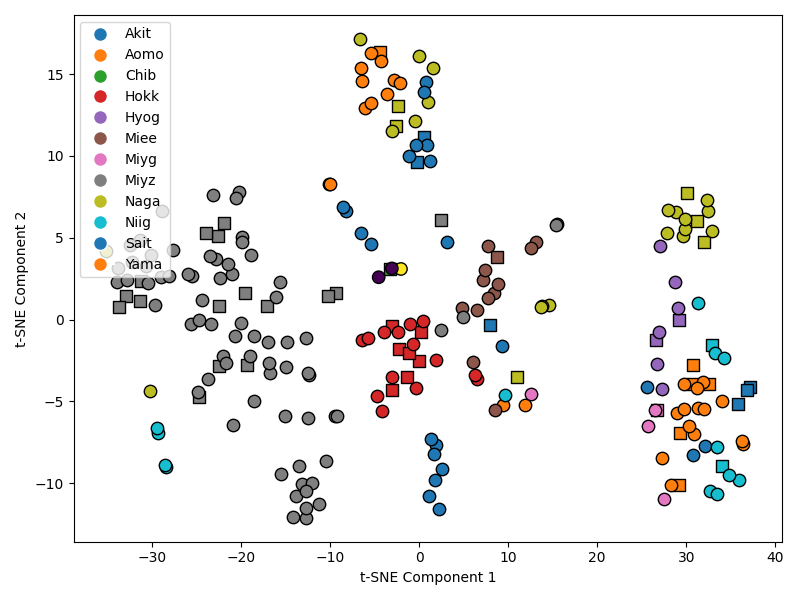 Akit
Aomo
Chib
Hokk
Hyog
Miee
Miyg
Miyz
Naga
Niig
Sait
Yama
15
10
5
0
−5
−10
t-SNE Component 2
−30 −20 −10 0 10 20 30 40
t-SNE Component 1